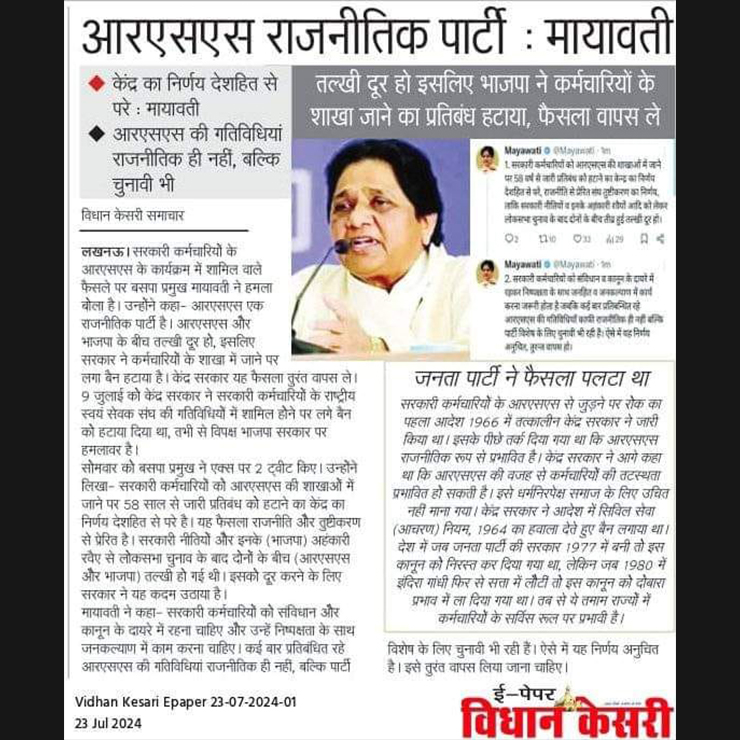 आरएसएस राजनीतिक पार्टी : मायावती
केंद्र का निर्णय देशहित से
परे : मायावती
आरएसएस की गतिविधियां
राजनीतिक ही नहीं, बल्कि
चुनावी भी
तल्खी दूर हो इसलिए भाजपा ने कर्मचारियों के
शाखा जाने का प्रतिबंध हटाया, फैसला वापस ले
विधान केसरी समाचार
लखनऊ। सरकारी कर्मचारियों के
आरएसएस के कार्यक्रम में शामिल वाले
फैसले पर बसपा प्रमुख मायावती ने हमला
बोला है। उन्होंने कहा- आरएसएस एक
राजनीतिक पार्टी है। आरएसएस और
भाजपा के बीच तल्खी दूर हो, इसलिए
सरकार ने कर्मचारियों के शाखा में जाने पर
लगा बैन हटाया है। केंद्र सरकार यह फैसला तुरंत वापस ले।
9 जुलाई को केंद्र सरकार ने सरकारी कर्मचारियों के राष्ट्रीय
स्वयं सेवक संघ की गतिविधियों में शामिल होने पर लगे बैन
को हटाया दिया था, तभी से विपक्ष भाजपा सरकार पर
हमलावर है।
सोमवार को बसपा प्रमुख ने एक्स पर 2 ट्वीट किए। उन्होंने
लिखा- सरकारी कर्मचारियों को आरएसएस की शाखाओं में
जाने पर 58 साल से जारी प्रतिबंध को हटाने का केंद्र का
निर्णय देशहित से परे है। यह फैसला राजनीति और तुष्टीकरण
से प्रेरित है। सरकारी नीतियों और इनके (भाजपा) अहंकारी
रवैए से लोकसभा चुनाव के बाद दोनों के बीच (आरएसएस
और भाजपा) तल्खी हो गई थी। इसको दूर करने के लिए
सरकार ने यह कदम उठाया है।
मायावती ने कहा- सरकारी कर्मचारियों को संविधान और
कानून के दायरे में रहना चाहिए और उन्हें निष्पक्षता के साथ
जनकल्याण में काम करना चाहिए। कई बार प्रतिबंधित रहे
आरएसएस की गतिविधियां राजनीतिक ही नहीं, बल्कि पार्टी
Mayawati @Mayawati · 1m
1. सरकारी कर्मचारियों को आरएसएस की शाखाओं में जाने
पर 58 वर्ष से जारी प्रतिबंध को हटाने का केन्द्र का निर्णय
देशहित से परे, राजनीति से प्रेरित संघ तुष्टीकरण का निर्णय,
ताकि सरकारी नीतियों व इनके अहंकारी रवैयों आदि को लेकर
लोकसभा चुनाव के बाद दोनों के बीच तीव्र हुई तल्खी दूर हो।
2 10 33 29
Mayawati @Mayawati · 1m
2. सरकारी कर्मचारियों को संविधान व कानून के दायरे में
रहकर निष्पक्षता के साथ जनहित व जनकल्याण में कार्य
करना जरूरी होता है जबकि कई बार प्रतिबन्धित रहे
आरएसएस की गतिविधियाँ काफी राजनीतिक ही नहीं बल्कि
पार्टी विशेष के लिए चुनावी भी रही हैं। ऐसे में यह निर्णय
अनुचित, तुरन्त वापस हो।
जनता पार्टी ने फैसला पलटा था
सरकारी कर्मचारियों के आरएसएस से जुड़ने पर रोक का
पहला आदेश 1966 में तत्कालीन केंद्र सरकार ने जारी
किया था। इसके पीछे तर्क दिया गया था कि आरएसएस
राजनीतिक रूप से प्रभावित है। केंद्र सरकार ने आगे कहा
था कि आरएसएस की वजह से कर्मचारियों की तटस्थता
प्रभावित हो सकती है। इसे धर्मनिरपेक्ष समाज के लिए उचित
नहीं माना गया। केंद्र सरकार ने आदेश में सिविल सेवा
(आचरण) नियम, 1964 का हवाला देते हुए बैन लगाया था।
देश में जब जनता पार्टी की सरकार 1977 में बनी तो इस
कानून को निरस्त कर दिया गया था, लेकिन जब 1980 में
इंदिरा गांधी फिर से सत्ता में लौटी तो इस कानून को दोबारा
प्रभाव में ला दिया गया था। तब से ये तमाम राज्यों में
कर्मचारियों के सर्विस रूल पर प्रभावी है।
विशेष के लिए चुनावी भी रही हैं। ऐसे में यह निर्णय अनुचित
है। इसे तुरंत वापस लिया जाना चाहिए।
Vidhan Kesari Epaper 23-07-2024-01
23 Jul 2024
ई-पेपर
विधान केसरी